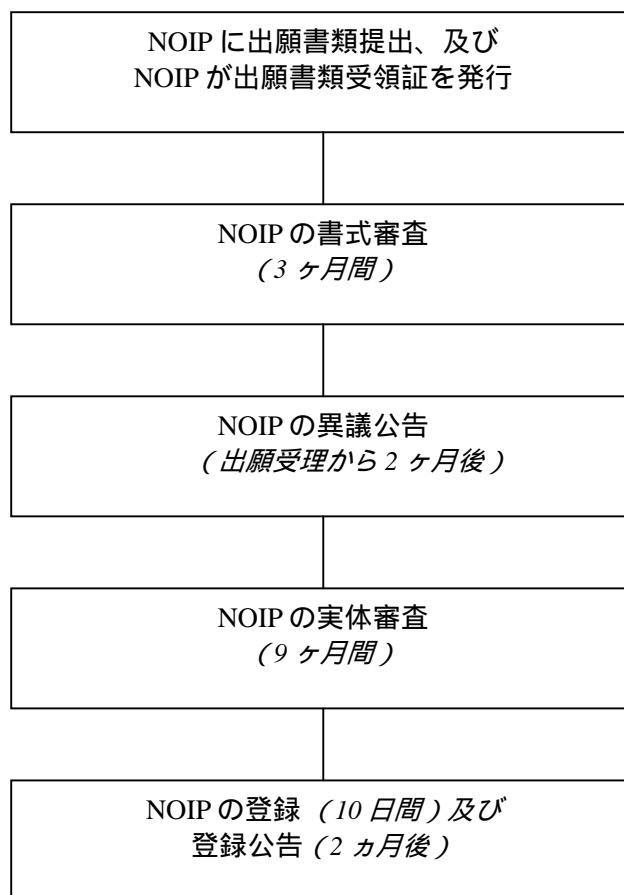 NOIP に出願書類提出、及び
NOIP が出願書類受領証を発行
NOIP の書式審査
(3 ヶ月間)
NOIP の異議公告
(出願受理から 2 ヶ月後)
NOIP の実体審査
(9 ヶ月間)
NOIP の登録 (10 日間)及び
登録公告(2 ヵ月後)